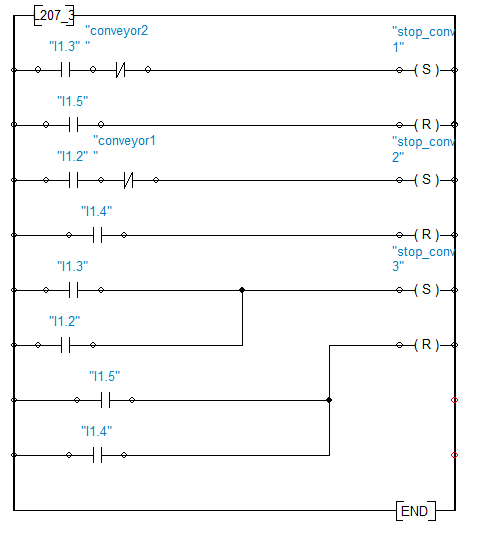 207_3
"conveyor2
"stop_conv
"I1.3" "
1"
( S )
"I1.5"
( R )
"conveyor1
"stop_conv
"I1.2" "
2"
( S )
"I1.4"
( R )
"stop_conv
"I1.3"
3"
( S )
"I1.2"
( R )
"I1.5"
"I1.4"
END